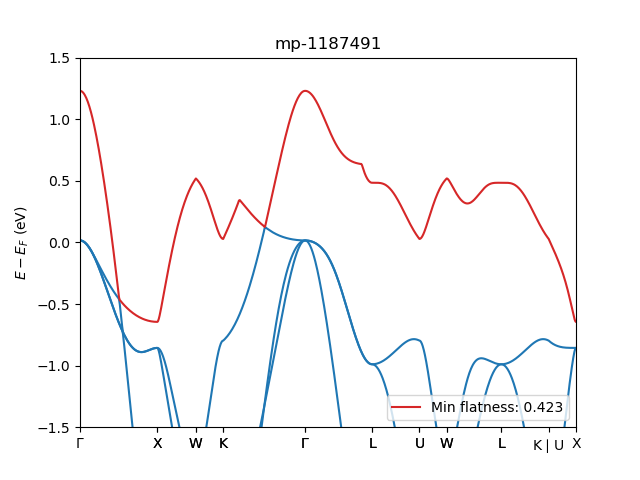 mp-1187491
1.5
1.0
0.5
0.0
−0.5
−1.0
−1.5
E − E_F (eV)
Min flatness: 0.423
Γ X W K Γ L U W L K | U X